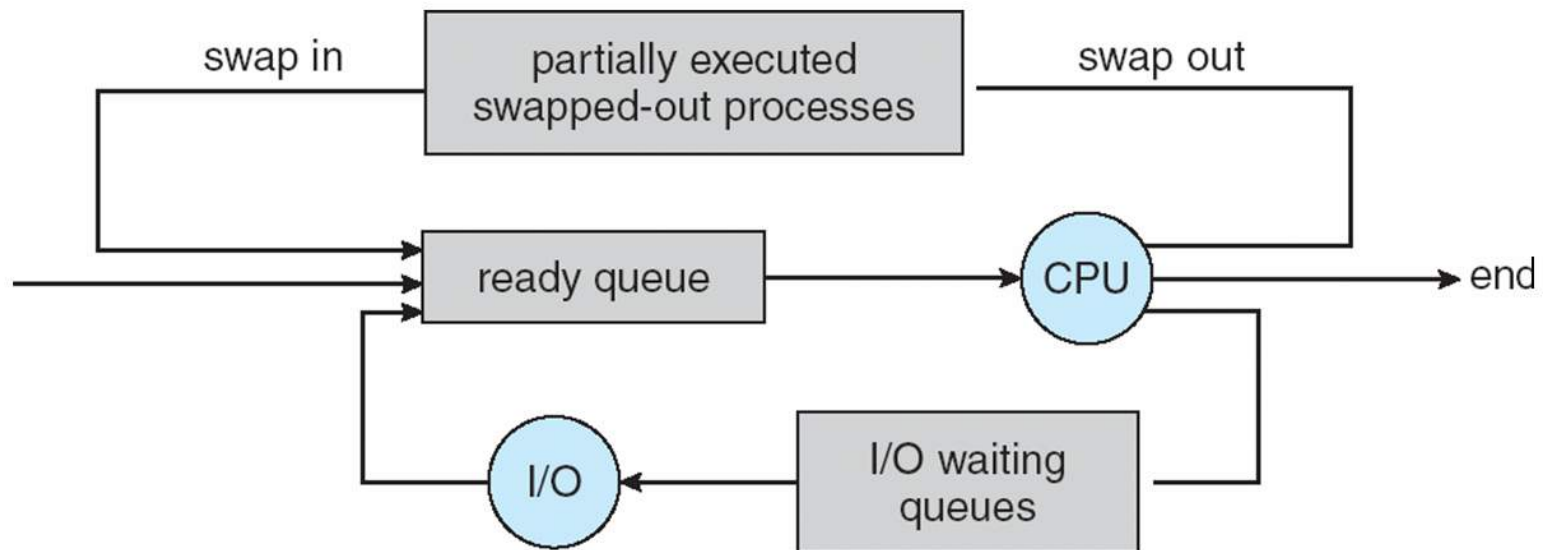 swap in
partially executed
swapped-out processes
swap out
ready queue
CPU
end
I/O
I/O waiting
queues